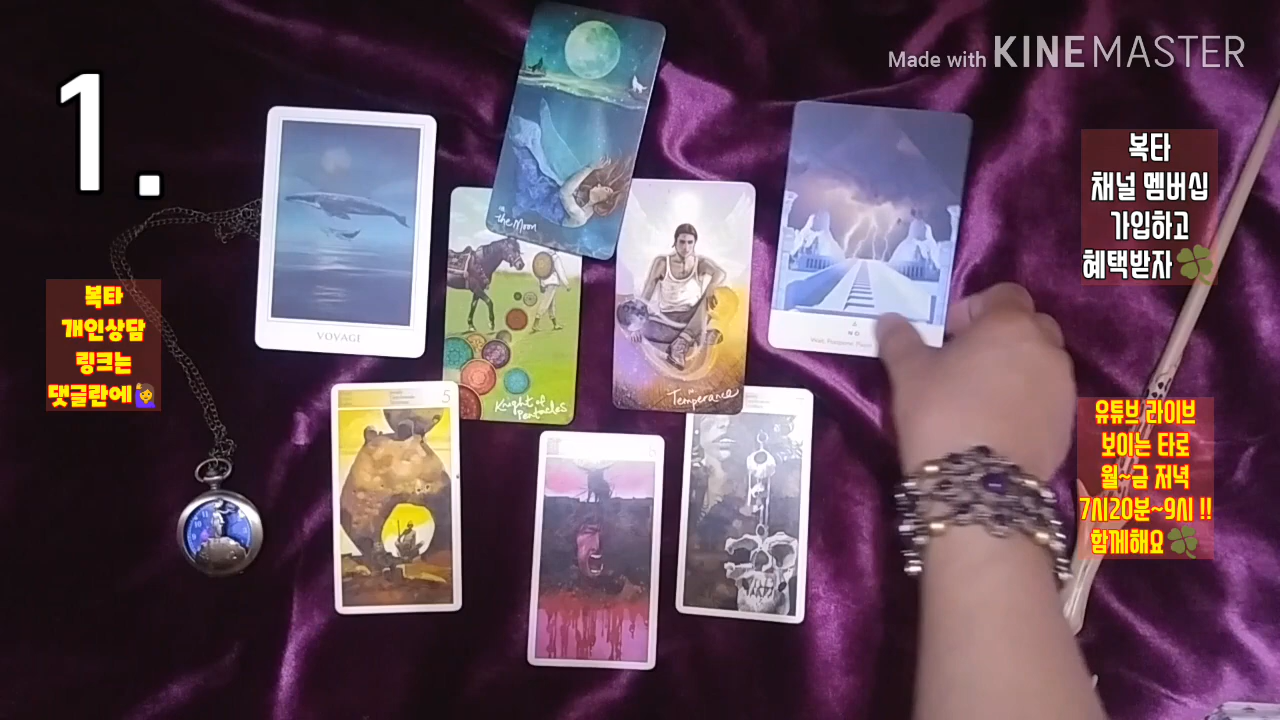 1.
Made with KINEMASTER
복타
채널 멤버십
가입하고
혜택받자🍀
복타
개인상담
링크는
댓글란에🙋‍♀️
유튜브 라이브
보이는 타로
월~금 저녁
7시20분~9시 !!
함께해요🍀
VOYAGE
the Moon
Knight of
Pentacles
Temperance
NO
5